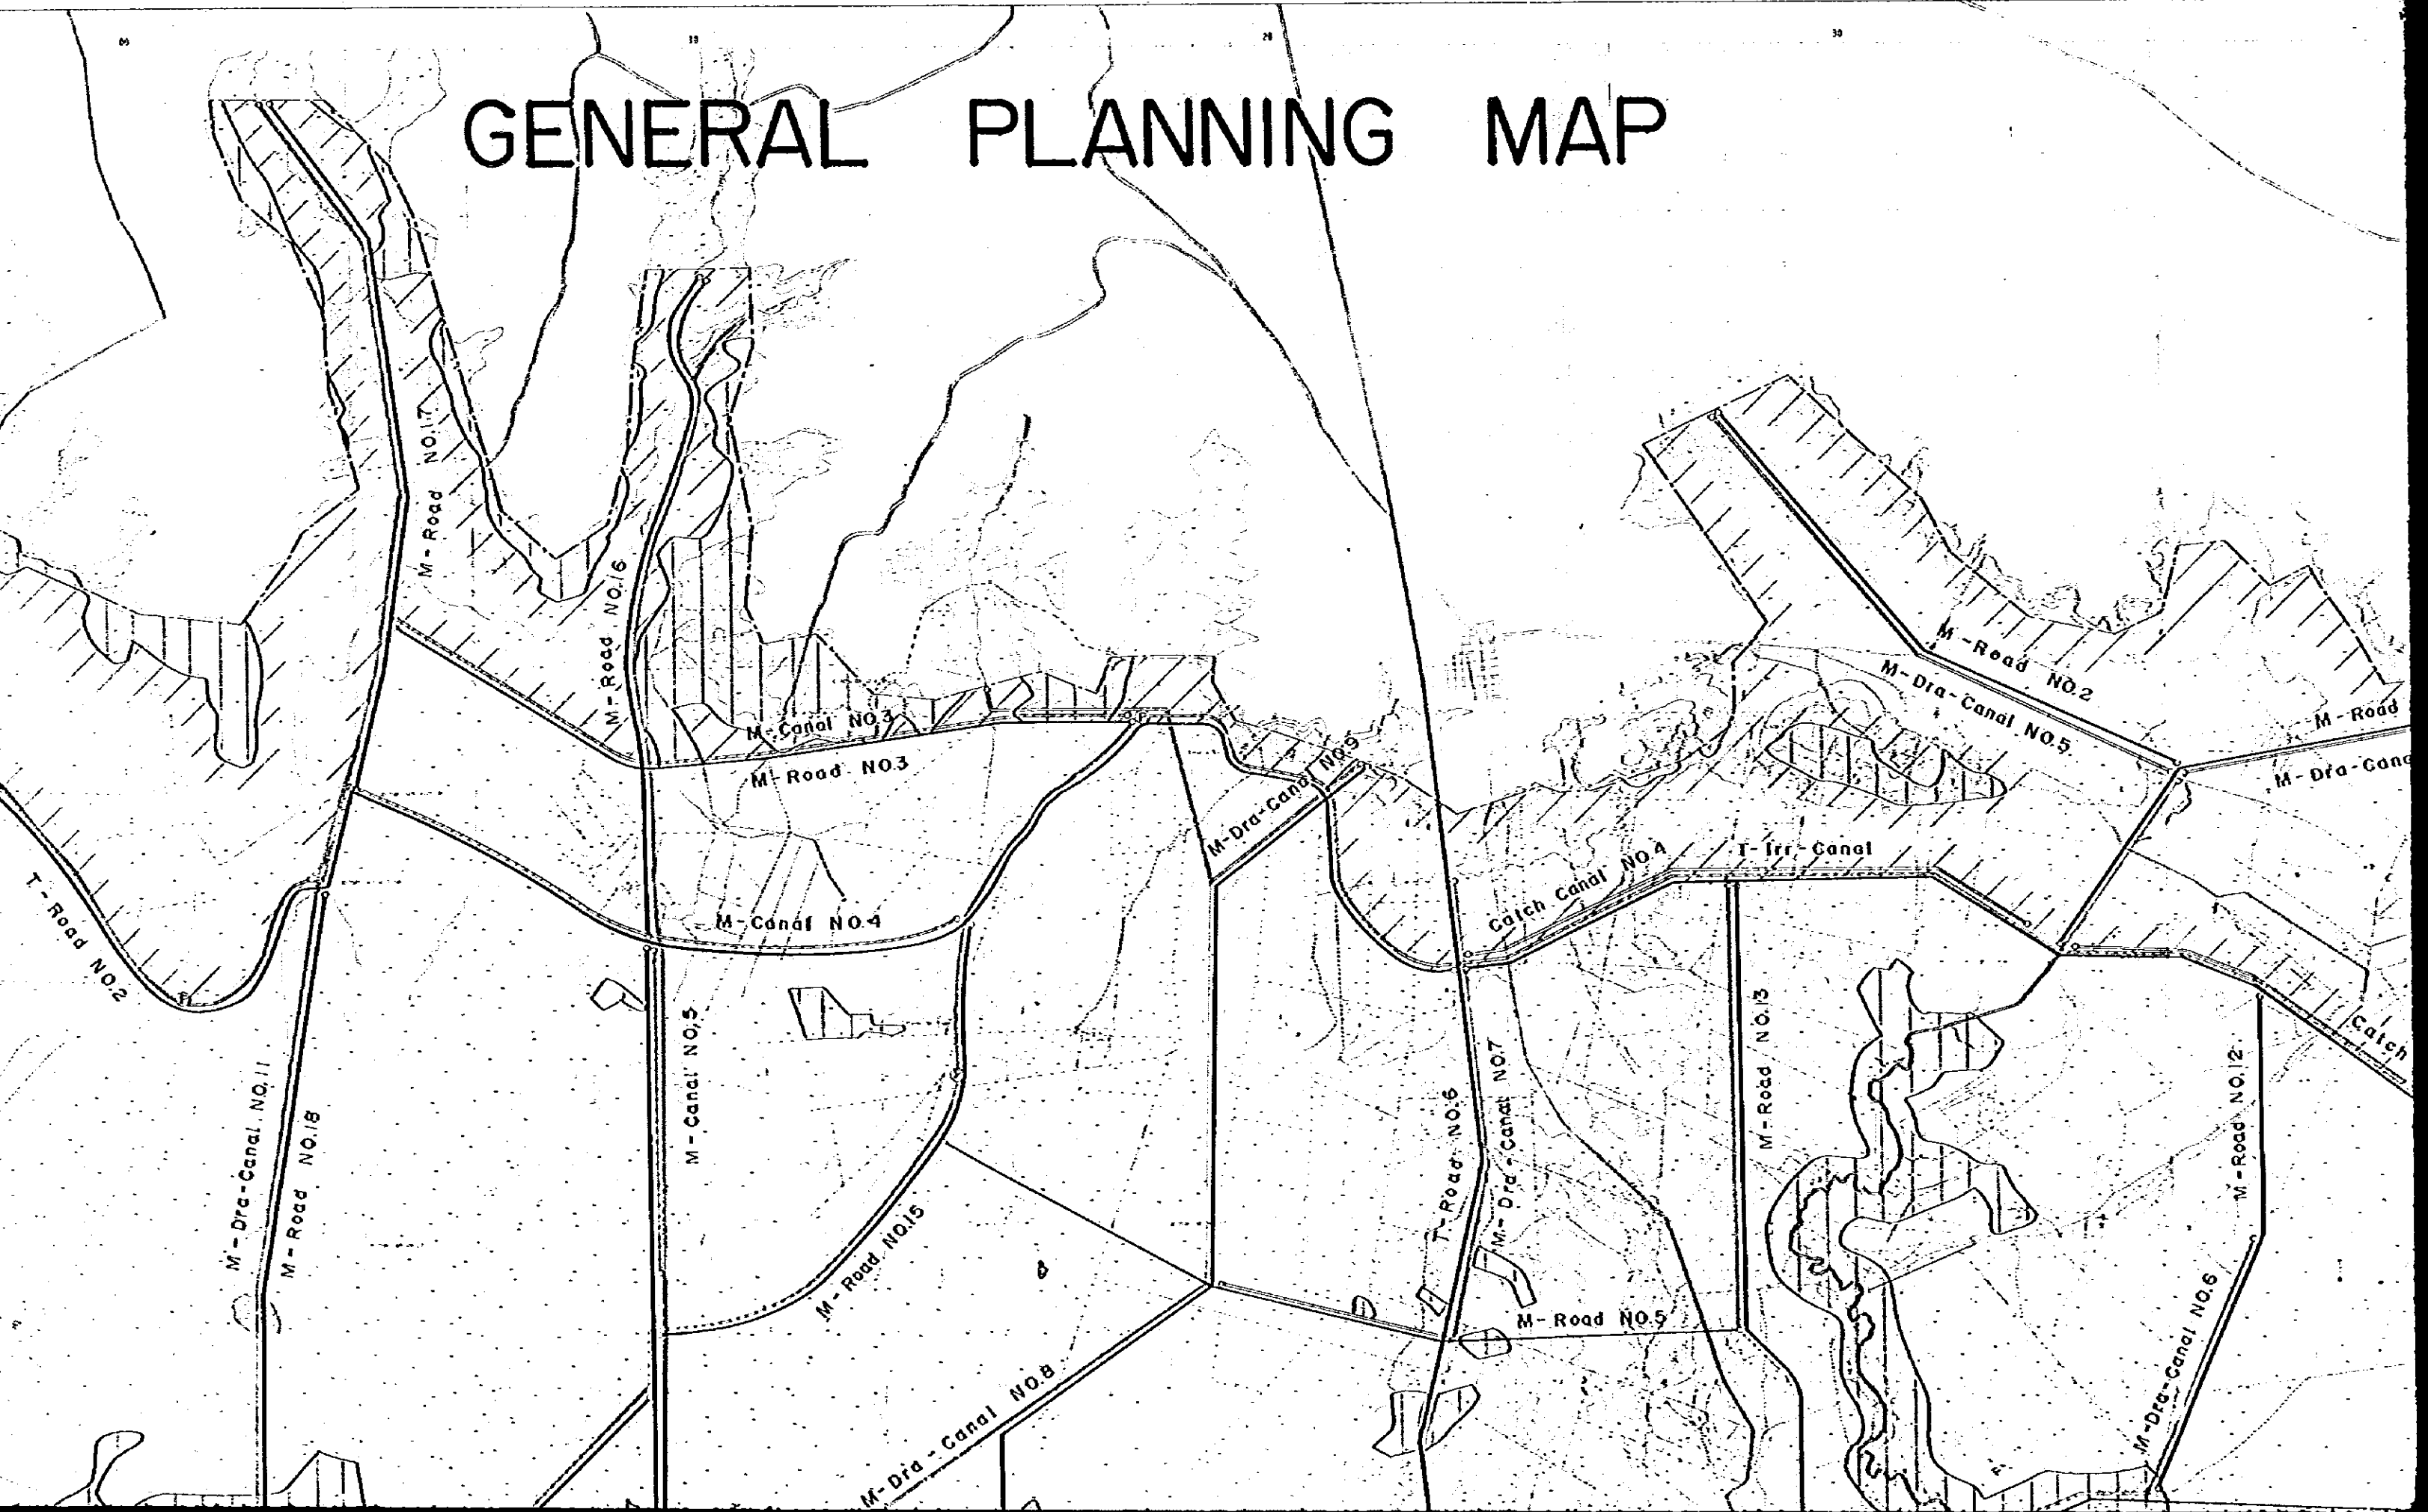 10
20
30
GENERAL PLANNING MAP
M-Road NO.17
M-Road NO.16
M-Road NO.2
M-Dra-Canal NO.5
M-Road
M-Dra-Cana
M-Canal NO.3
M-Road NO.3
M-Dra-Canal NO.9
Catch Canal NO.4
T-Irr-Canal
T-Road NO.2
M-Canal NO.4
Catch
M-Canal NO.5
M-Road NO.13
M-Road NO.12
M-Dra-Canal NO.11
M-Road NO.18
T-Road NO.6
M-Dra-Canal NO.7
M-Road NO.15
M-Road NO.5
M-Dra-Canal NO.6
M-Dra-Canal NO.8